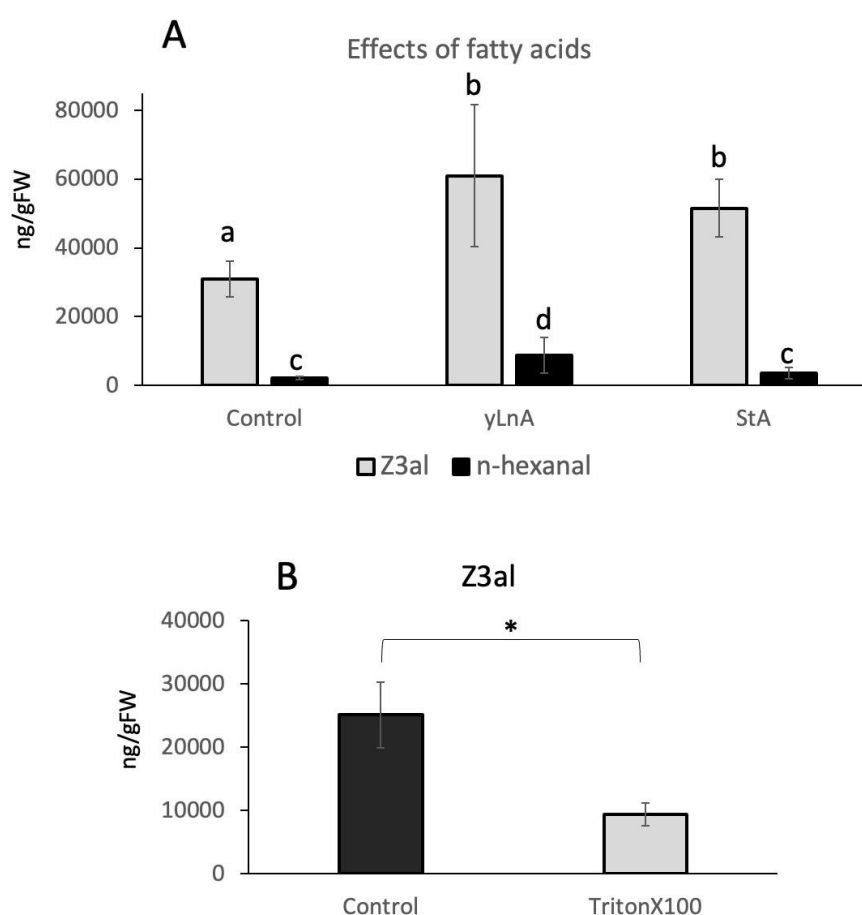 A
Effects of fatty acids
ng/gFW
80000
60000
40000
20000
0
a
c
b
d
b
c
Control
yLnA
StA
Z3al n-hexanal
B
Z3al
ng/gFW
40000
30000
20000
10000
0
*
Control
TritonX100